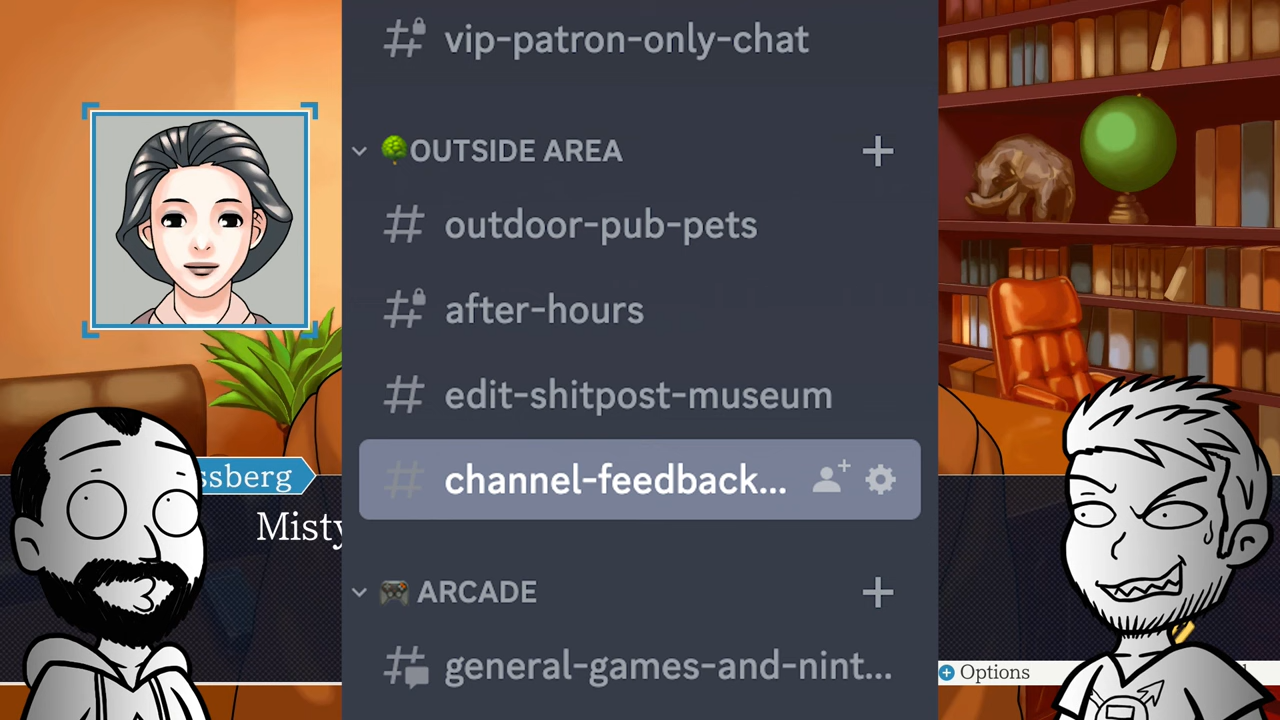 vip-patron-only-chat
OUTSIDE AREA
outdoor-pub-pets
after-hours
edit-shitpost-museum
channel-feedback...
ssberg
Misty
ARCADE
general-games-and-nint...
Options